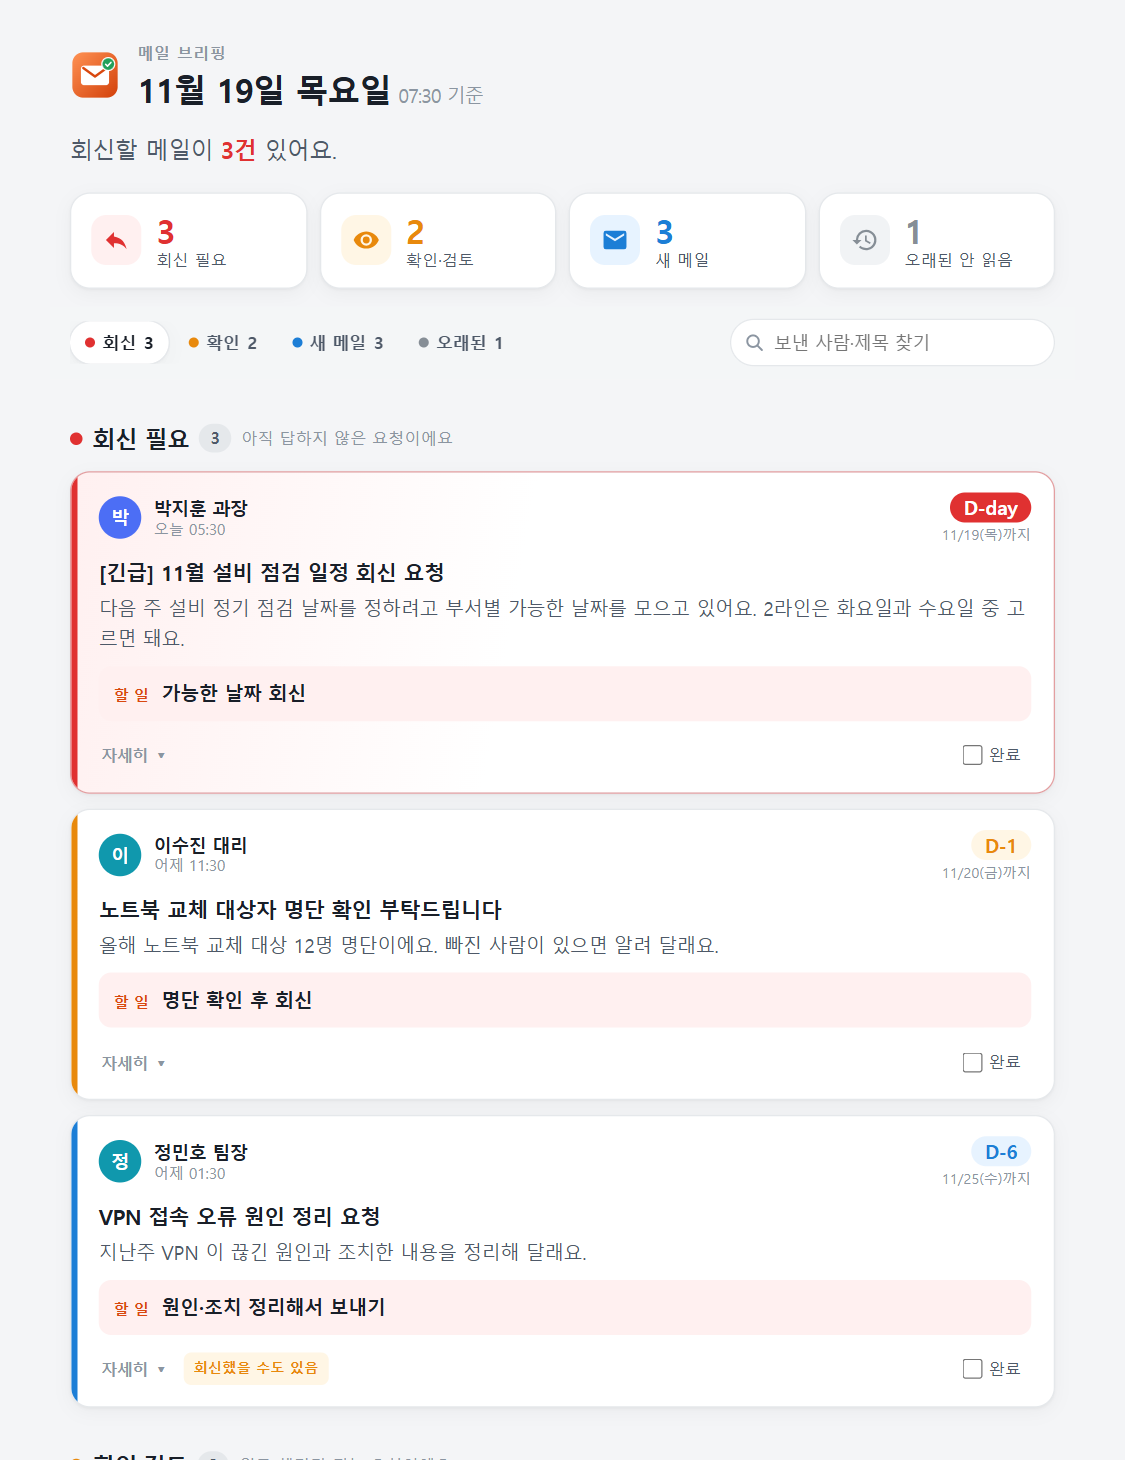 메일 브리핑
11월 19일 목요일 07:30 기준
회신할 메일이 3건 있어요.
3
회신 필요
2
확인·검토
3
새 메일
1
오래된 안 읽음
회신 3
확인 2
새 메일 3
오래된 1
보낸 사람·제목 찾기
회신 필요 3 아직 답하지 않은 요청이에요
박
박지훈 과장
오늘 05:30
D-day
11/19(목)까지
[긴급] 11월 설비 점검 일정 회신 요청
다음 주 설비 정기 점검 날짜를 정하려고 부서별 가능한 날짜를 모으고 있어요. 2라인은 화요일과 수요일 중 고
르면 돼요.
할 일 가능한 날짜 회신
자세히 ▼
완료
이
이수진 대리
어제 11:30
D-1
11/20(금)까지
노트북 교체 대상자 명단 확인 부탁드립니다
올해 노트북 교체 대상 12명 명단이에요. 빠진 사람이 있으면 알려 달래요.
할 일 명단 확인 후 회신
자세히 ▼
완료
정
정민호 팀장
어제 01:30
D-6
11/25(수)까지
VPN 접속 오류 원인 정리 요청
지난주 VPN 이 끊긴 원인과 조치한 내용을 정리해 달래요.
할 일 원인·조치 정리해서 보내기
자세히 ▼
회신했을 수도 있음
완료